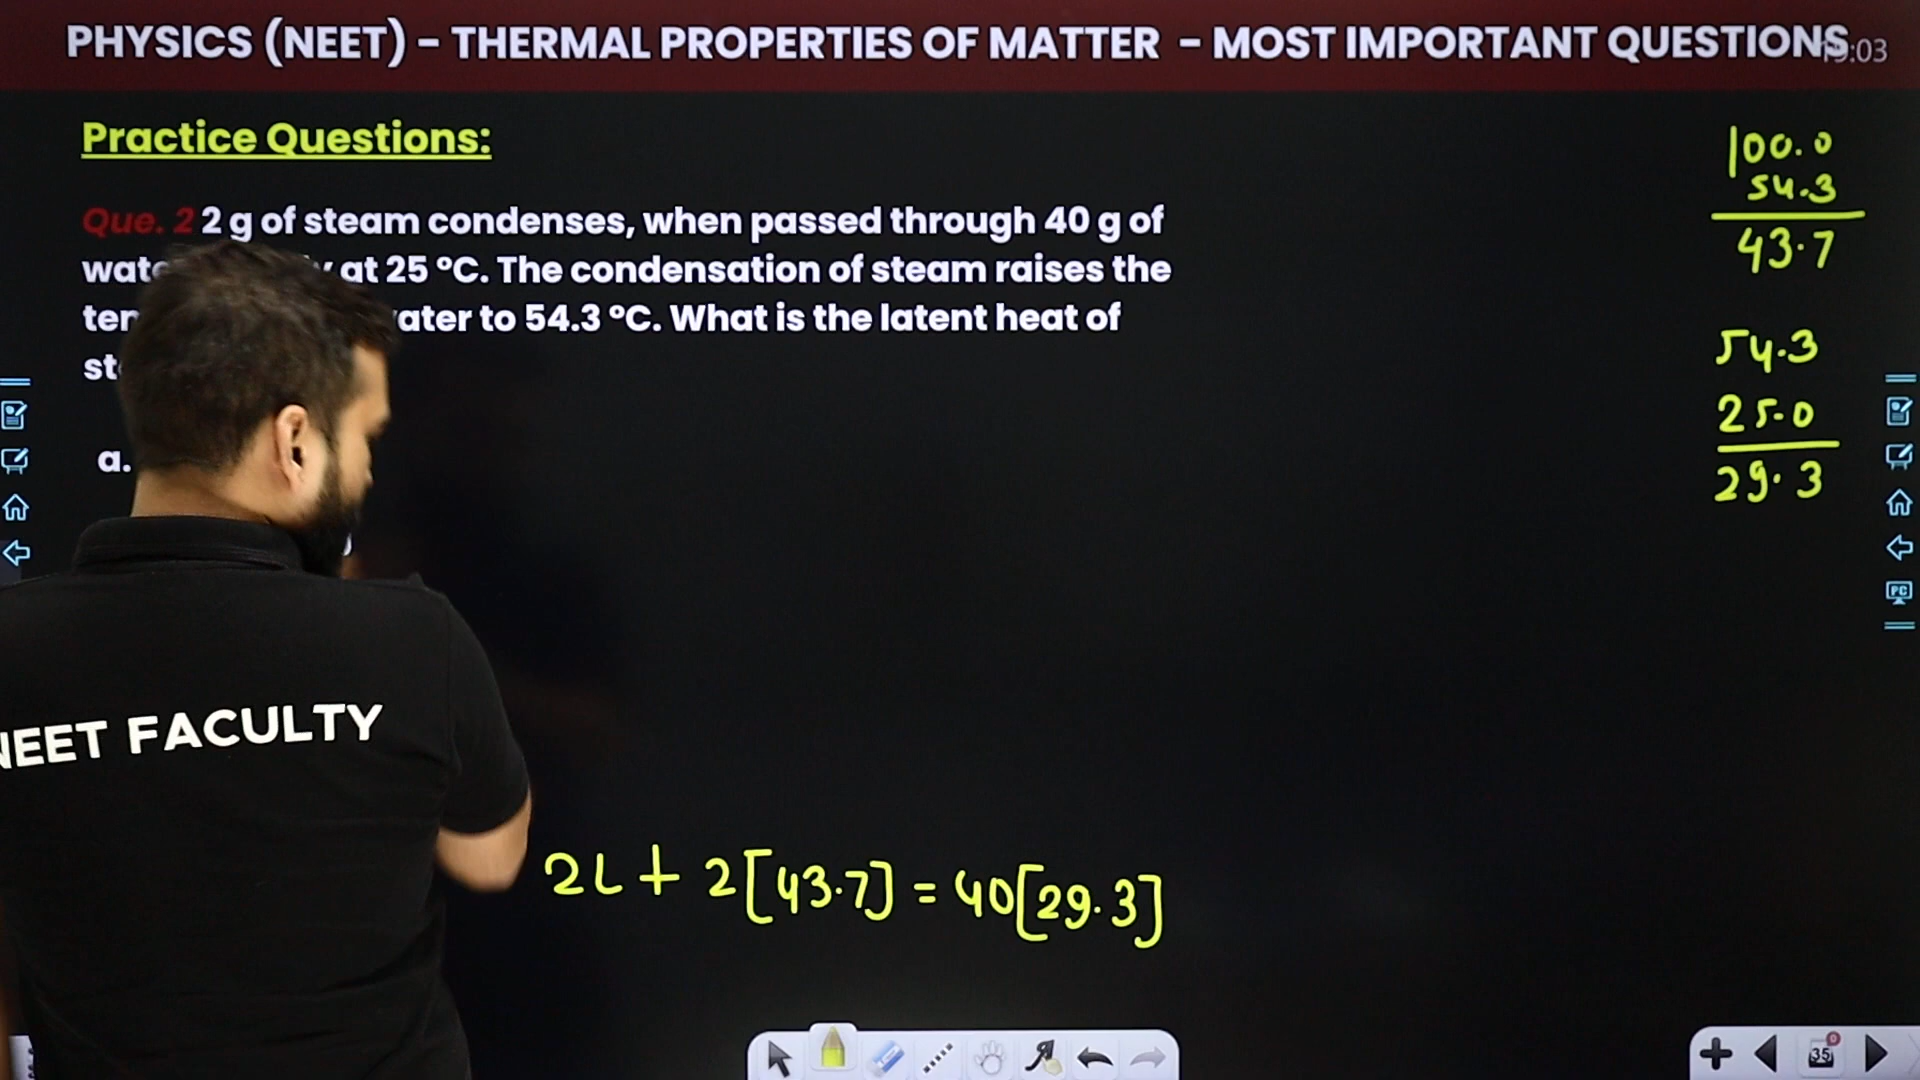 PHYSICS (NEET) - THERMAL PROPERTIES OF MATTER - MOST IMPORTANT QUESTIONS
:03
Practice Questions:
Que. 2 2 g of steam condenses, when passed through 40 g of
at 25 °C. The condensation of steam raises the
to 54.3 °C. What is the latent heat of
a.
100.0
54.3
43.7
54.3
25.0
29.3
NEET FACULTY
2L + 2[43.7] = 40[29.3]
PC
35